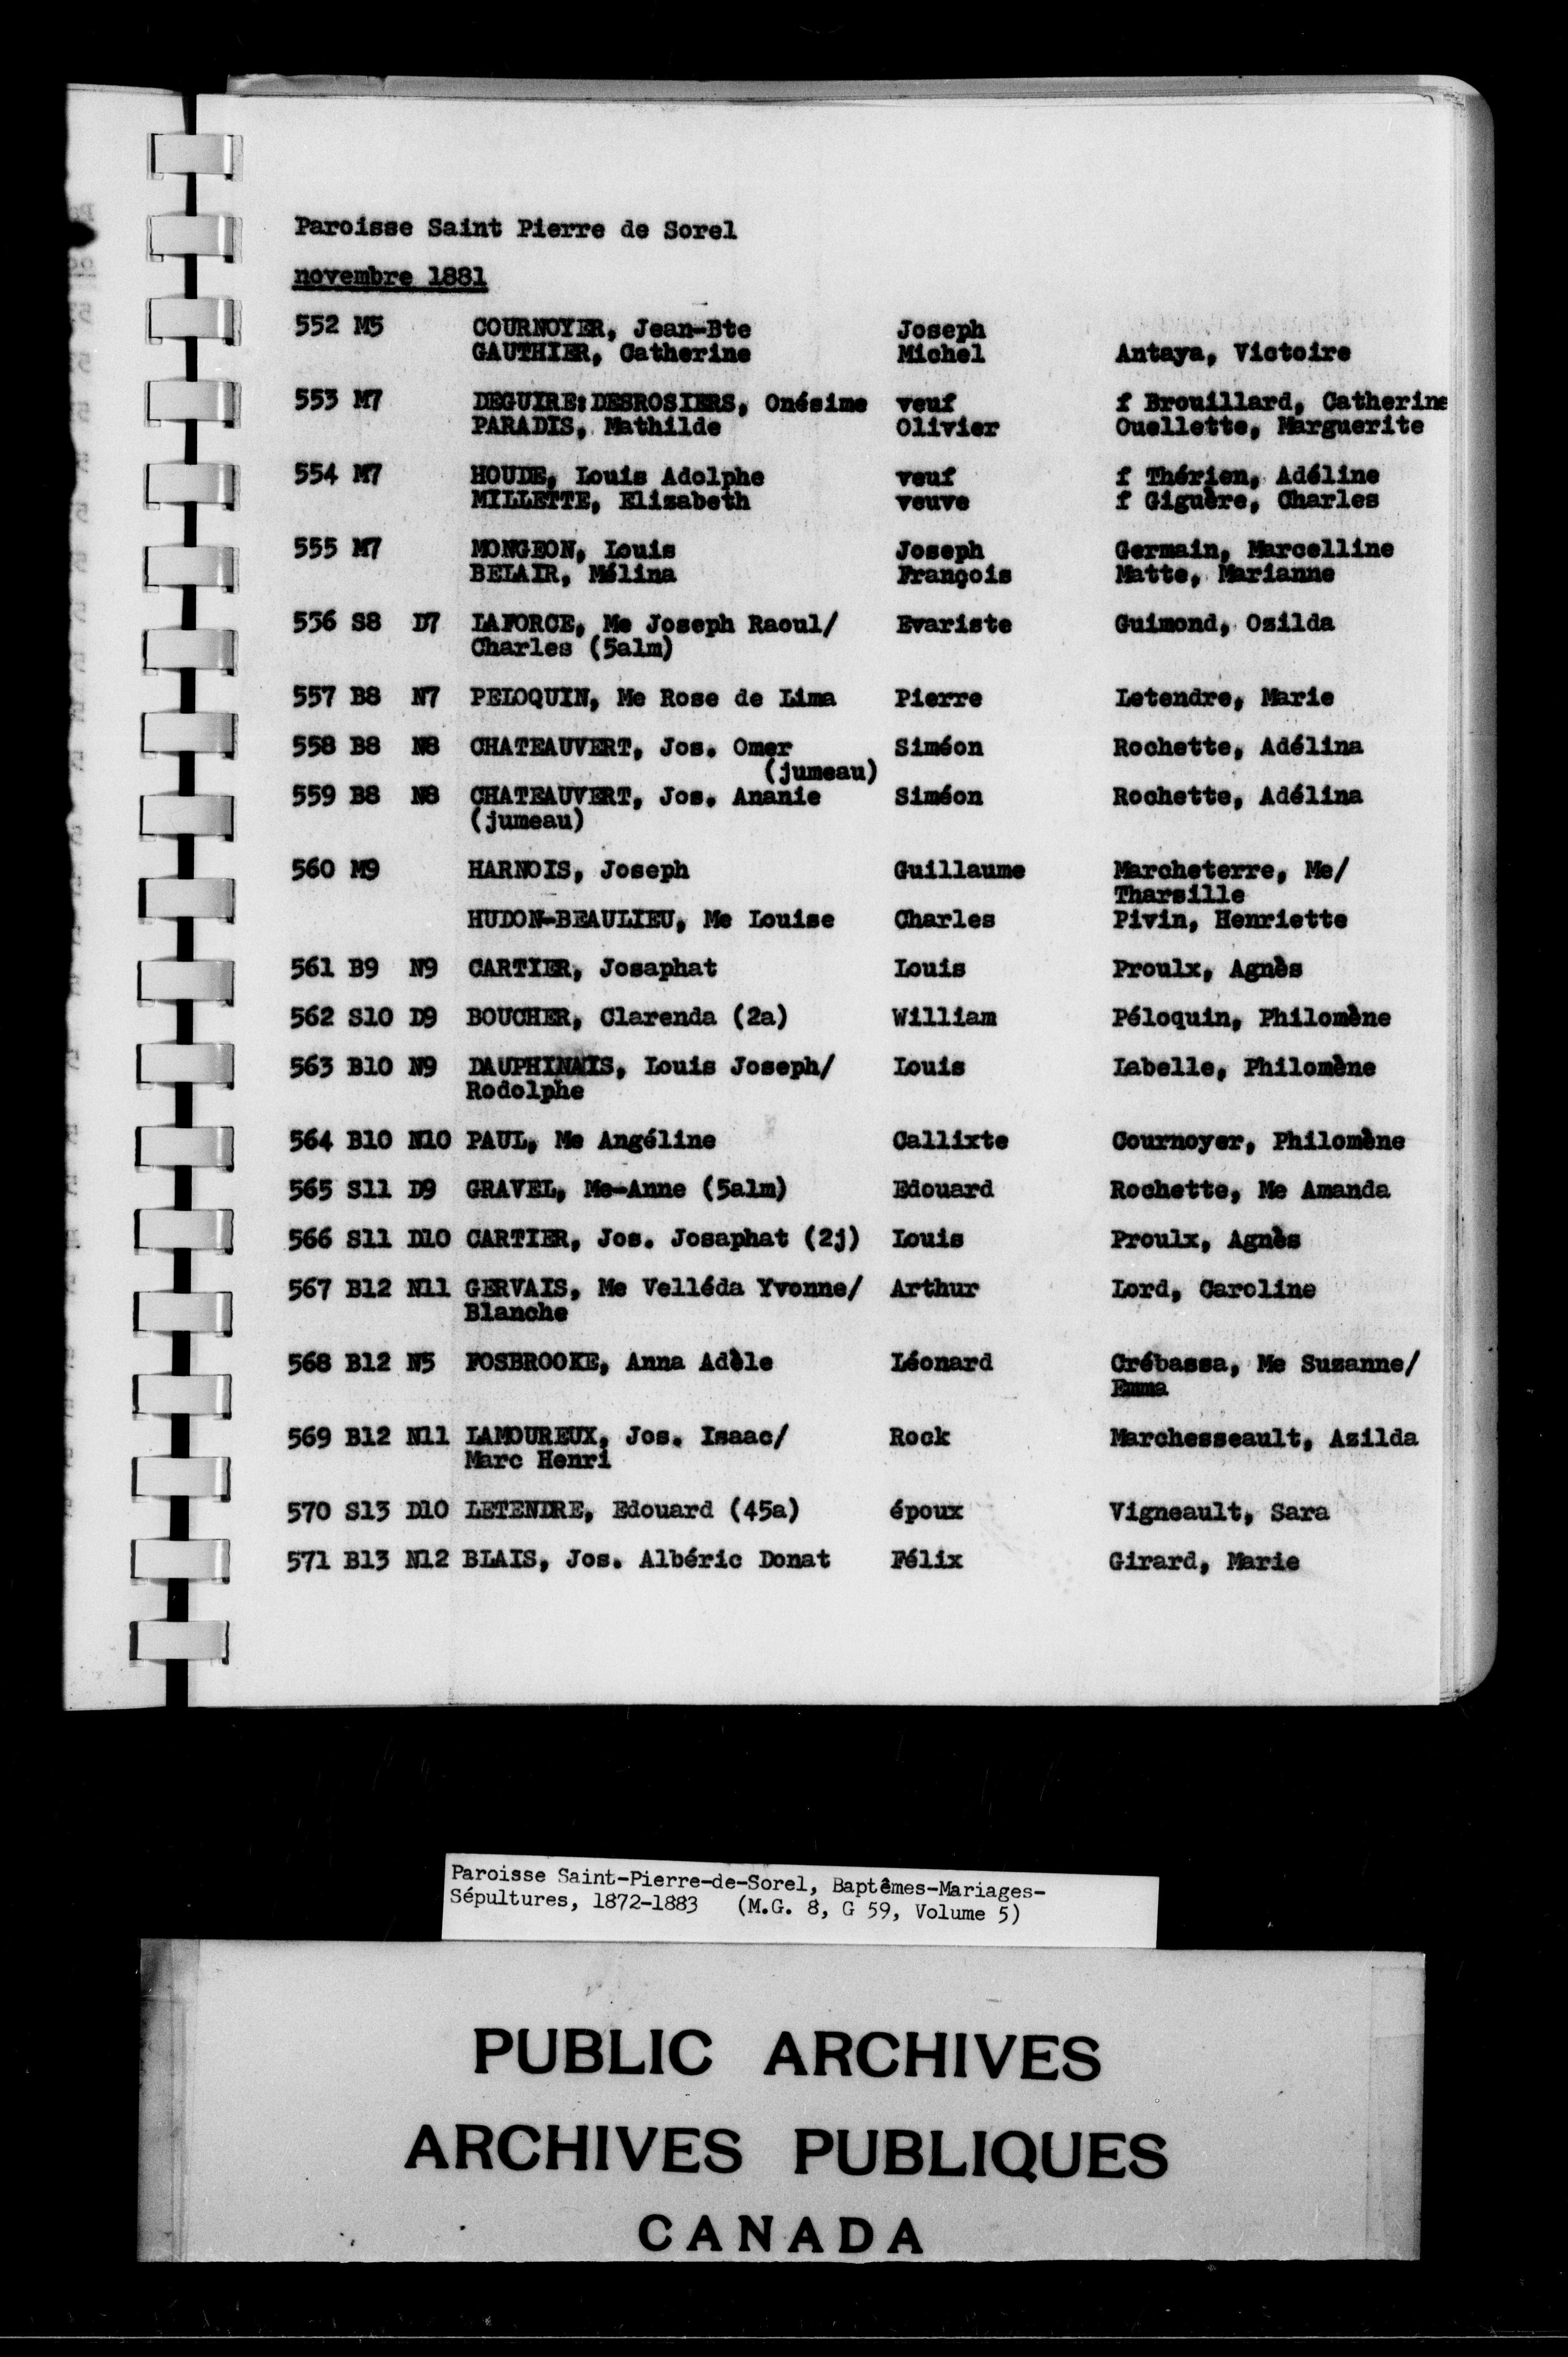 Paroisse Saint Pierre de Sorel
novembre 1881
552 M5 COURNOYER, Jean-Bte Joseph
GAUTHIER, Catherine Michel Antaya, Victoire
553 M7 DEGUIRE:DESROSIERS, Onésime veuf f Brouillard, Catherine
PARADIS, Mathilde Olivier Ouellette, Marguerite
554 M7 HOUDE, Louis Adolphe veuf f Thérien, Adéline
MILLETTE, Elizabeth veuve f Giguère, Charles
555 M7 MONGEON, Louis Joseph Germain, Marcelline
BELAIR, Mélina François Matte, Marianne
556 S8 D7 LAFORCE, Me Joseph Raoul/ Evariste Guimond, Ozilda
Charles (5a1m)
557 B8 N7 PELOQUIN, Me Rose de Lima Pierre Letendre, Marie
558 B8 N8 CHATEAUVERT, Jos. Omer Siméon Rochette, Adélina
(jumeau)
559 B8 N8 CHATEAUVERT, Jos. Ananie Siméon Rochette, Adélina
(jumeau)
560 M9 HARNOIS, Joseph Guillaume Marcheterre, Me/
Tharsille
HUDON-BEAULIEU, Me Louise Charles Pivin, Henriette
561 B9 N9 CARTIER, Josaphat Louis Proulx, Agnès
562 S10 D9 BOUCHER, Clarenda (2a) William Péloquin, Philomène
563 B10 N9 DAUPHINAIS, Louis Joseph/ Louis Labelle, Philomène
Rodolphe
564 B10 N10 PAUL, Me Angéline Callixte Cournoyer, Philomène
565 S11 D9 GRAVEL, Me-Anne (5a1m) Edouard Rochette, Me Amanda
566 S11 D10 CARTIER, Jos. Josaphat (2j) Louis Proulx, Agnès
567 B12 N11 GERVAIS, Me Velléda Yvonne/ Arthur Lord, Caroline
Blanche
568 B12 N5 FOSBROOKE, Anna Adèle Léonard Crébassa, Me Suzanne/
Emma
569 B12 N11 LAMOUREUX, Jos. Isaac/ Rock Marchesseault, Azilda
Marc Henri
570 S13 D10 LETENDRE, Edouard (45a) époux Vigneault, Sara
571 B13 N12 BLAIS, Jos. Albéric Donat Félix Girard, Marie
Paroisse Saint-Pierre-de-Sorel, Baptêmes-Mariages-
Sépultures, 1872-1883 (M.G. 8, G 59, Volume 5)
PUBLIC ARCHIVES
ARCHIVES PUBLIQUES
CANADA